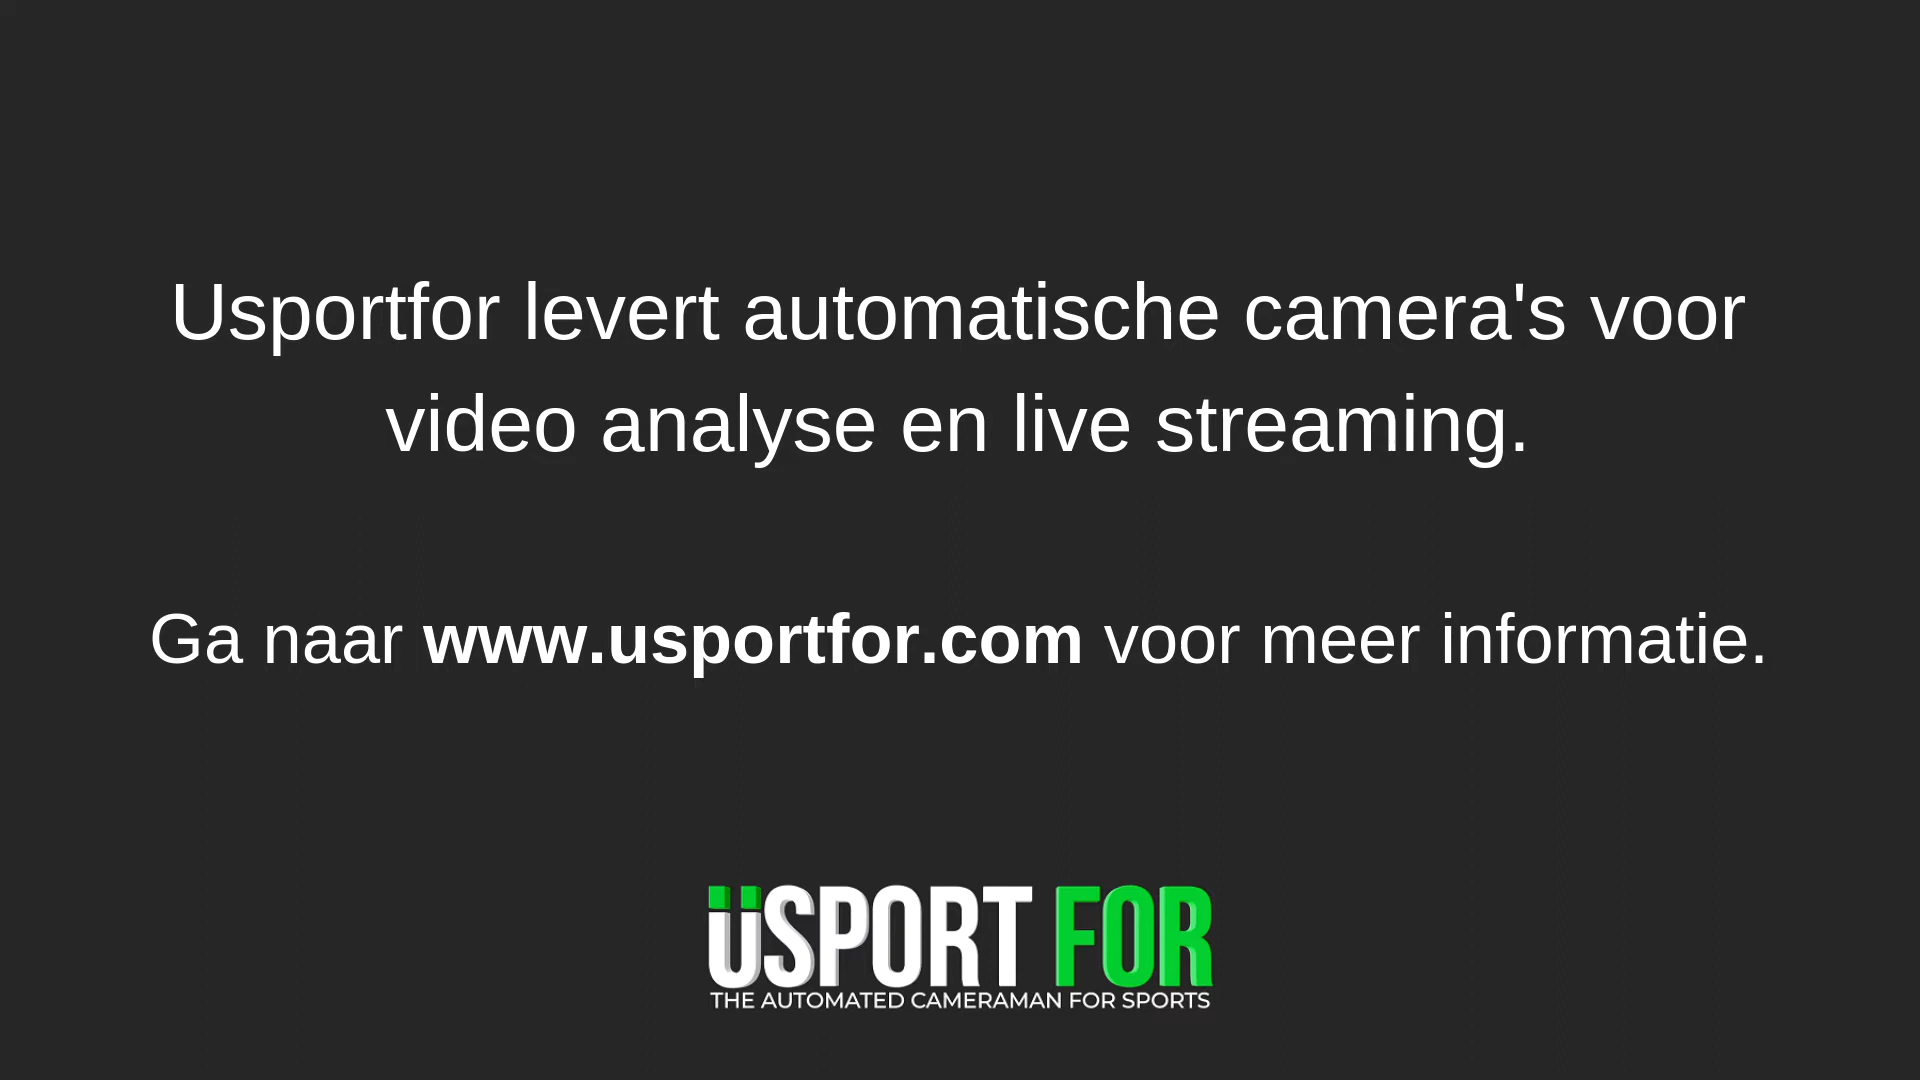 Usportfor levert automatische camera's voor
video analyse en live streaming.
Ga naar www.usportfor.com voor meer informatie.
ÜSPORT FOR
THE AUTOMATED CAMERAMAN FOR SPORTS